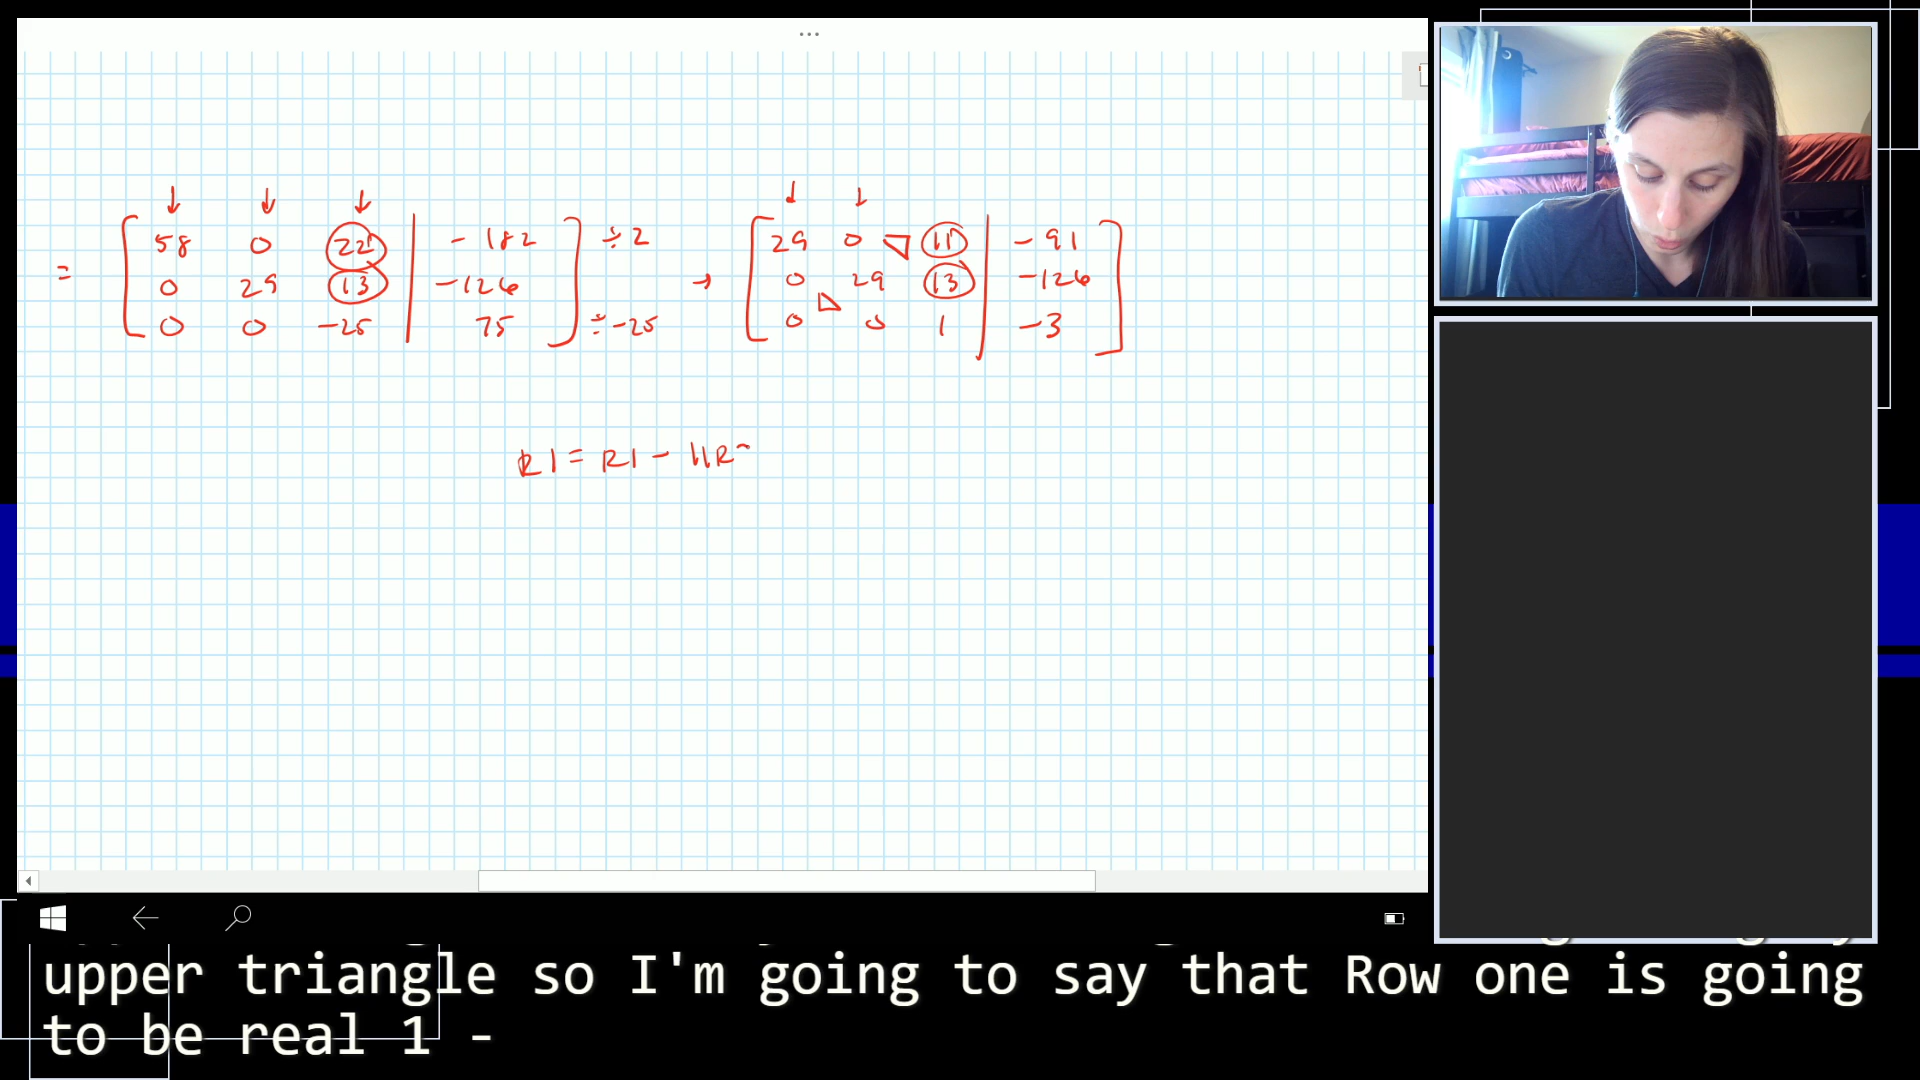 ...
58 0 22 | -182 ÷2 29 0 11 | -91
= 0 29 13 | -126 → 0 29 13 | -126
0 0 -25 | 75 ÷-25 0 0 1 | -3
R1 = R1 - 11R
upper triangle so I'm going to say that Row one is going
to be real 1 -